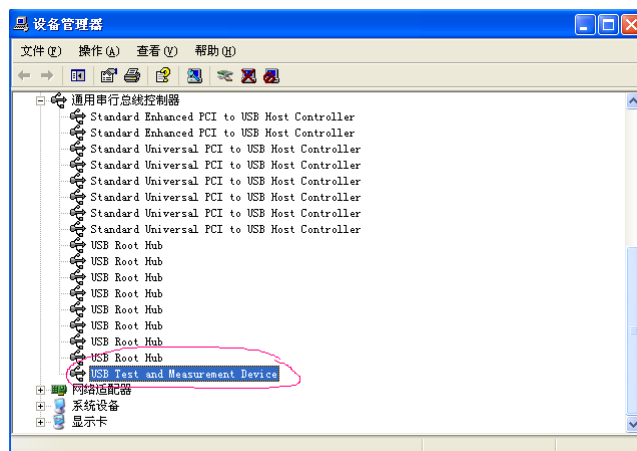 设备管理器
文件(F) 操作(A) 查看(V) 帮助(H)
通用串行总线控制器
Standard Enhanced PCI to USB Host Controller
Standard Enhanced PCI to USB Host Controller
Standard Universal PCI to USB Host Controller
Standard Universal PCI to USB Host Controller
Standard Universal PCI to USB Host Controller
Standard Universal PCI to USB Host Controller
Standard Universal PCI to USB Host Controller
Standard Universal PCI to USB Host Controller
USB Root Hub
USB Root Hub
USB Root Hub
USB Root Hub
USB Root Hub
USB Root Hub
USB Root Hub
USB Root Hub
USB Test and Measurement Device
网络适配器
系统设备
显示卡